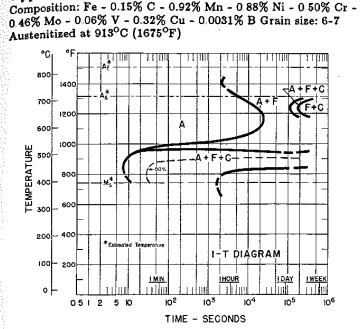 Composition: Fe - 0.15% C - 0.92% Mn - 0.88% Ni - 0.50% Cr -
0.46% Mo - 0.06% V - 0.32% Cu - 0.0031% B Grain size: 6-7
Austenitized at 913°C (1675°F)
°C °F
800
1400
700
1200
600
1000
500
800
400
600
300
400
200
200
100
0
A
A+F
A+F+C
F+C
A+F+C
50%
Ms*
*Estimated Temperature
I-T DIAGRAM
1 MIN
1 HOUR
1 DAY
1 WEEK
0.5 1 2 5 10 10² 10³ 10⁴ 10⁵ 10⁶
TEMPERATURE
TIME - SECONDS